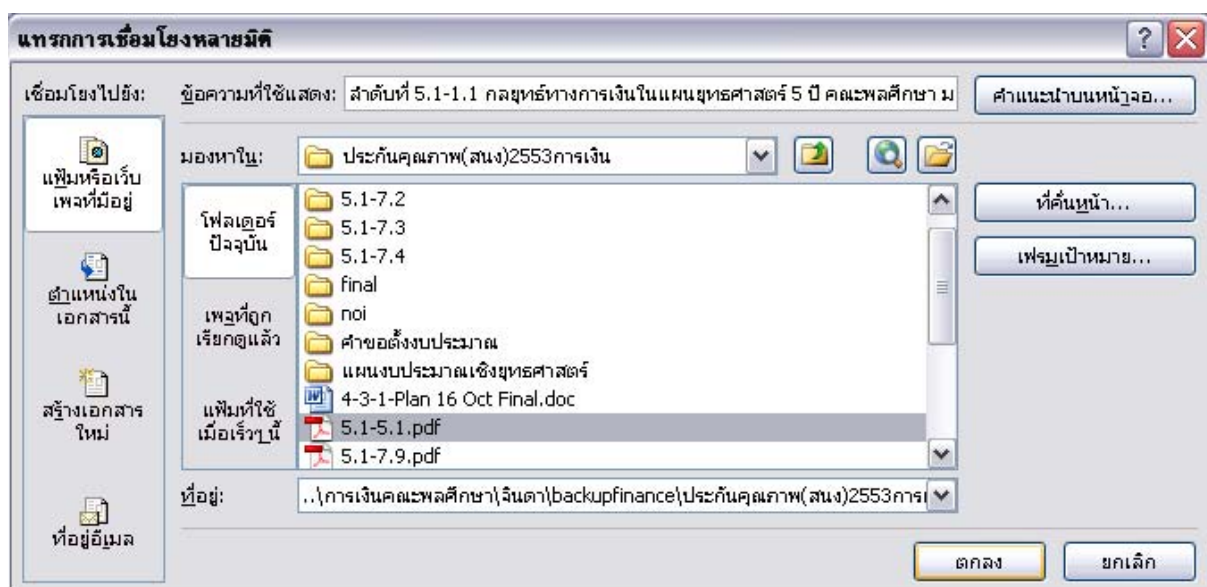 แทรกการเชื่อมโยงหลายมิติ
เชื่อมโยงไปยัง:
ข้อความที่ใช้แสดง: ลำดับที่ 5.1-1.1 กลยุทธ์ทางการเงินในแผนยุทธศาสตร์ 5 ปี คณะพลศึกษา ม
คำแนะนำบนหน้าจอ...
แฟ้มหรือเว็บ
เพจที่มีอยู่
ตำแหน่งใน
เอกสารนี้
สร้างเอกสาร
ใหม่
ที่อยู่อีเมล
มองหาใน:
ประกันคุณภาพ(สนง)2553การเงิน
โฟลเดอร์
ปัจจุบัน
เพจที่ถูก
เรียกดูแล้ว
แฟ้มที่ใช้
เมื่อเร็วๆ นี้
5.1-7.2
5.1-7.3
5.1-7.4
final
noi
คำขอตั้งงบประมาณ
แผนงบประมาณเชิงยุทธศาสตร์
4-3-1-Plan 16 Oct Final.doc
5.1-5.1.pdf
5.1-7.9.pdf
ที่คั่นหน้า...
เฟรมเป้าหมาย...
ที่อยู่:
..\การเงินคณะพลศึกษา\จินดา\backupfinance\ประกันคุณภาพ(สนง)2553การเ
ตกลง
ยกเลิก